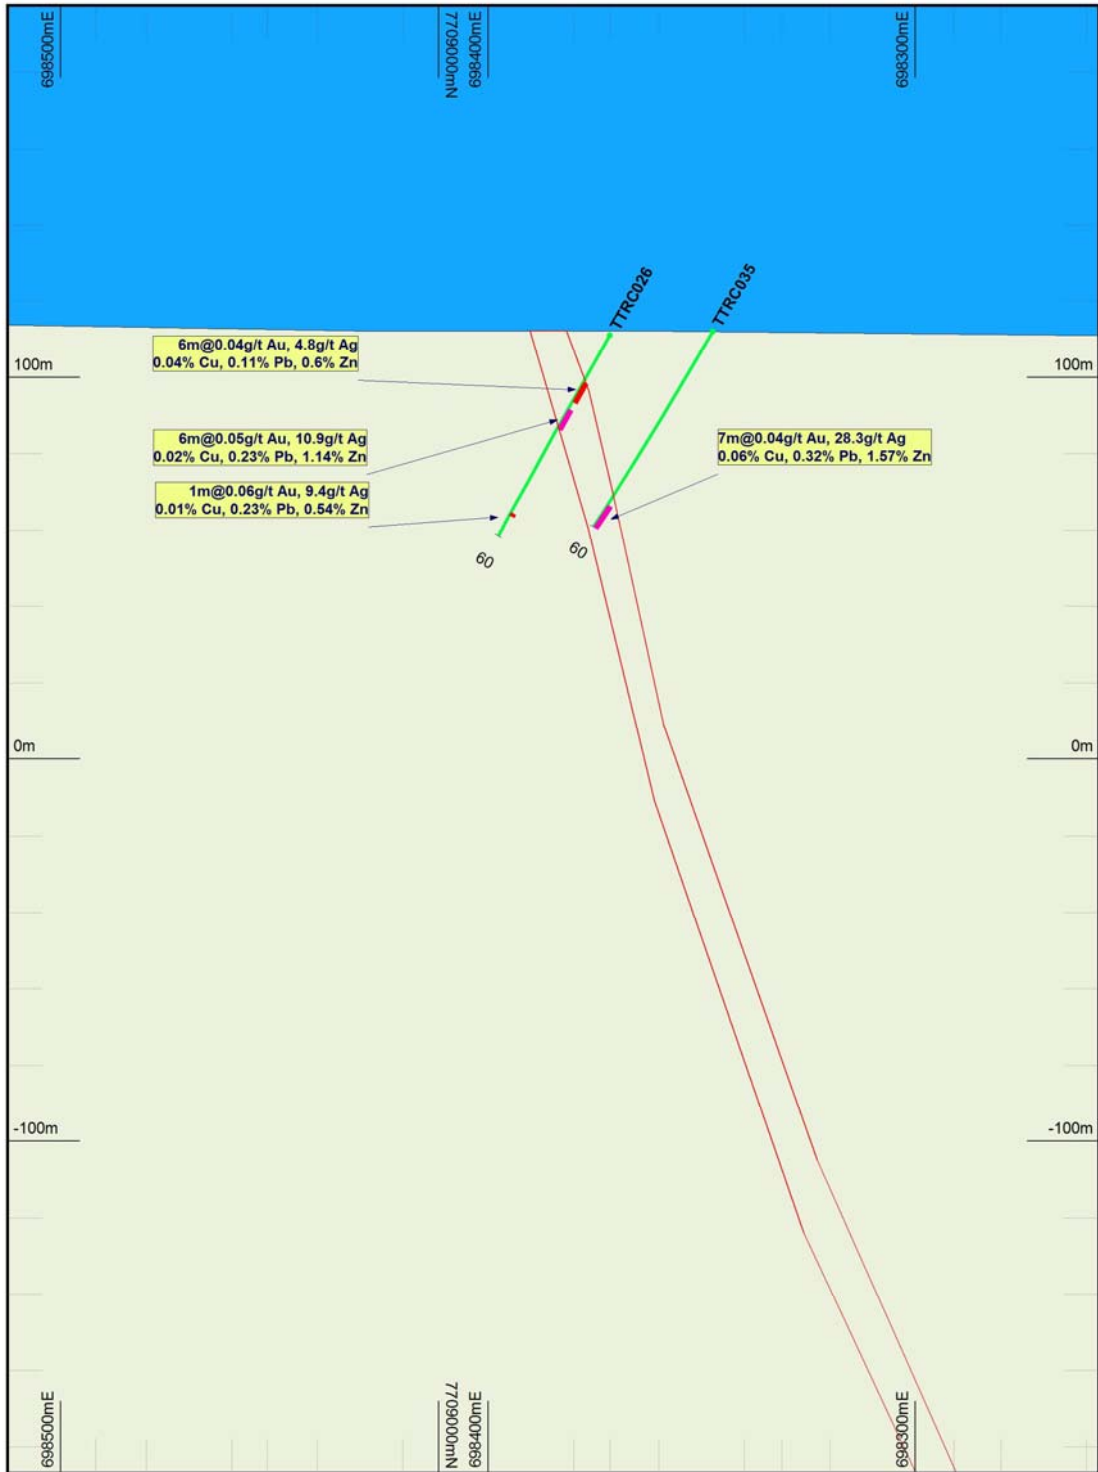 698500mE
7709000mN
698400mE
698300mE
TTRC026
TTRC035
6m@0.04g/t Au, 4.8g/t Ag
0.04% Cu, 0.11% Pb, 0.6% Zn
100m
100m
6m@0.05g/t Au, 10.9g/t Ag
0.02% Cu, 0.23% Pb, 1.14% Zn
7m@0.04g/t Au, 28.3g/t Ag
0.06% Cu, 0.32% Pb, 1.57% Zn
1m@0.06g/t Au, 9.4g/t Ag
0.01% Cu, 0.23% Pb, 0.54% Zn
60
60
0m
0m
-100m
-100m
698500mE
7709000mN
698400mE
698300mE